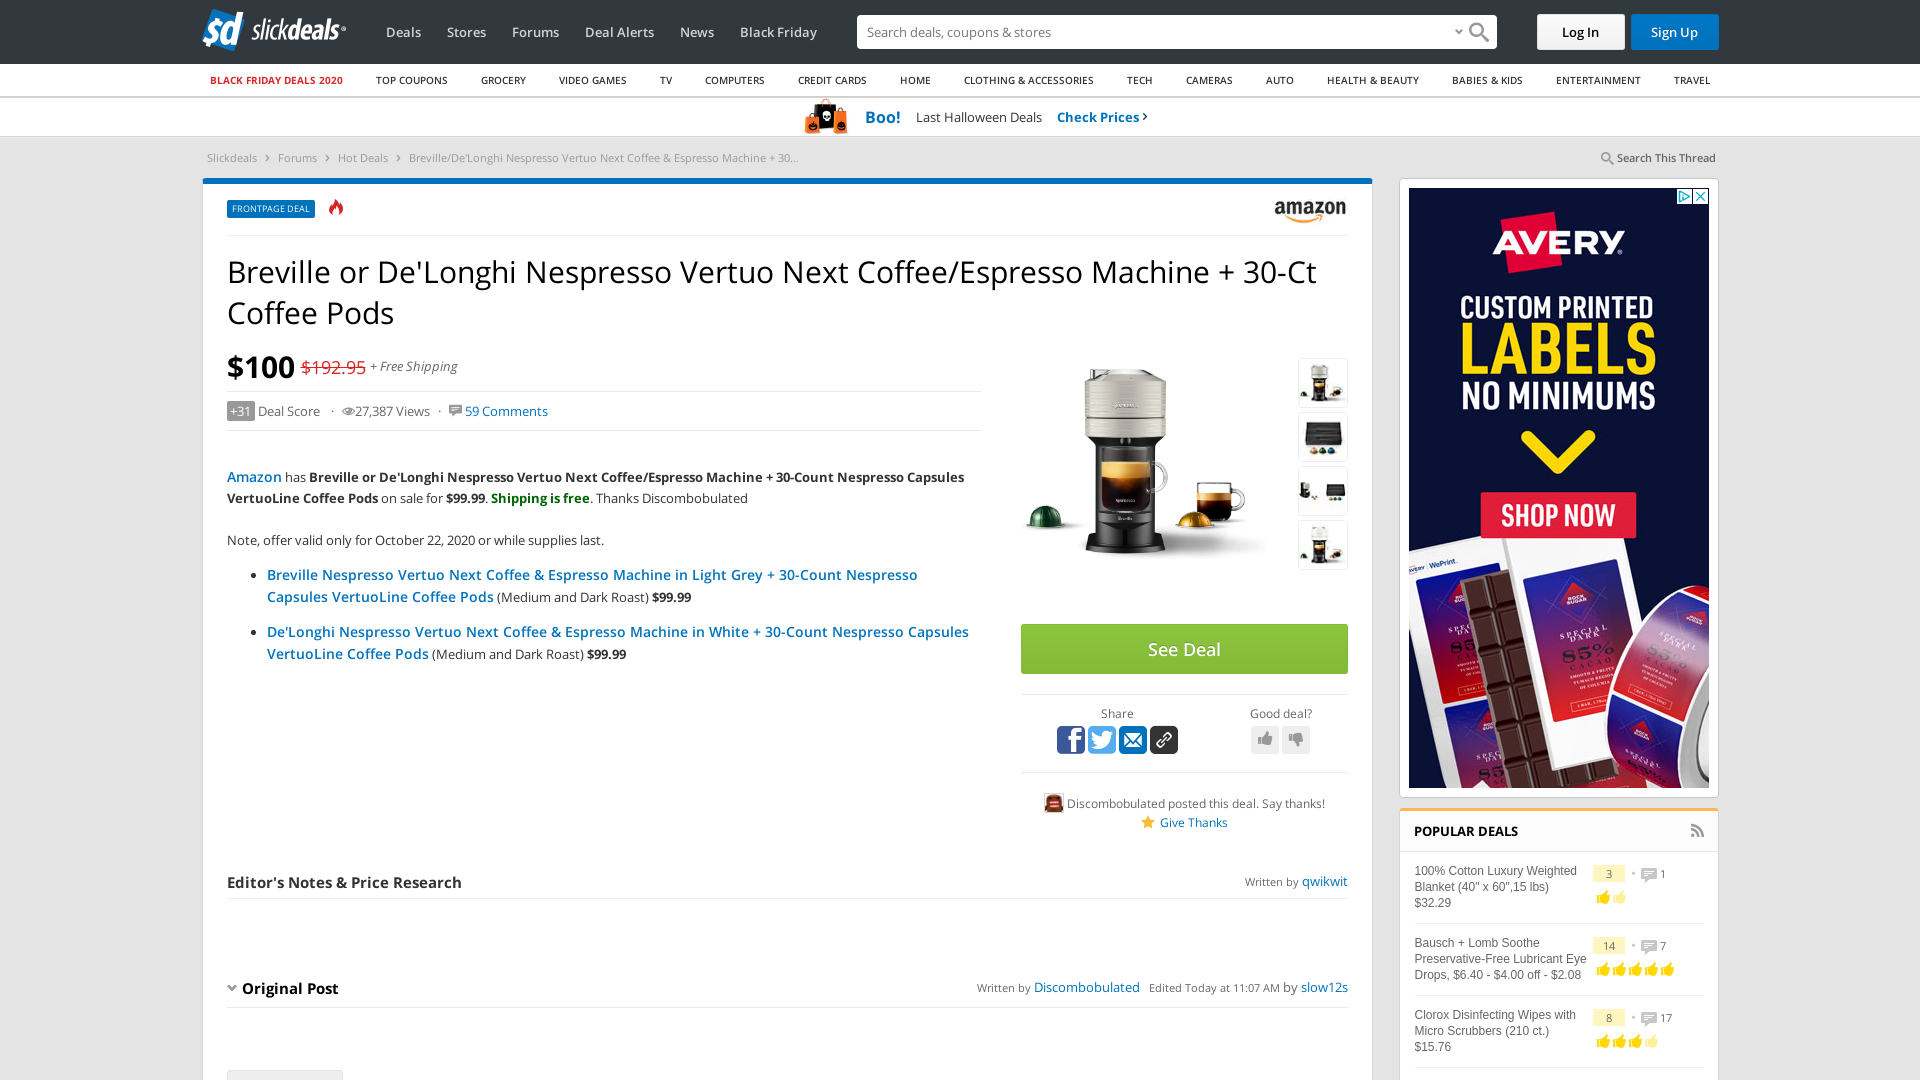 slickdeals
Deals Stores Forums Deal Alerts News Black Friday
Search deals, coupons & shops
Log In Sign Up
BLACK FRIDAY DEALS 2020 TOP COUPONS GROCERY VIDEO GAMES TV COMPUTERS CREDIT CARDS HOME CLOTHING & ACCESSORIES TECH CAMERAS AUTO HEALTH & BEAUTY BABIES & KIDS ENTERTAINMENT TRAVEL
Boo! Last Halloween Deals Check Prices
Slickdeals › Forums › Hot Deals › Breville/De'Longhi Nespresso Vertuo Next Coffee & Espresso Machine + 30...
Search This Thread
FRONTPAGE DEAL
amazon
Breville or De'Longhi Nespresso Vertuo Next Coffee/Espresso Machine + 30-Ct
Coffee Pods
$100 $192.95 + Free Shipping
+31 Deal Score · 27,387 Views · 59 Comments
Amazon has Breville or De'Longhi Nespresso Vertuo Next Coffee/Espresso Machine + 30-Count Nespresso Capsules
VertuoLine Coffee Pods on sale for $99.99. Shipping is free. Thanks Discombobulated
Note, offer valid only for October 22, 2020 or while supplies last.
• Breville Nespresso Vertuo Next Coffee & Espresso Machine in Light Grey + 30-Count Nespresso
Capsules VertuoLine Coffee Pods (Medium and Dark Roast) $99.99
• De'Longhi Nespresso Vertuo Next Coffee & Espresso Machine in White + 30-Count Nespresso Capsules
VertuoLine Coffee Pods (Medium and Dark Roast) $99.99
See Deal
Share Good deal?
Discombobulated posted this deal. Say thanks!
Give Thanks
Editor's Notes & Price Research
Written by qwikwit
Original Post
Written by Discombobulated Edited Today at 11:07 AM by slow12s
AVERY
CUSTOM PRINTED
LABELS
NO MINIMUMS
SHOP NOW
WePrint
ROCK
SUGAR
SPECIAL
DARK
85%
CACAO
POPULAR DEALS
100% Cotton Luxury Weighted
Blanket (40" x 60",15 lbs)
$32.29
3 • 1
Bausch + Lomb Soothe
Preservative-Free Lubricant Eye
Drops, $6.40 - $4.00 off - $2.08
14 • 7
Clorox Disinfecting Wipes with
Micro Scrubbers (210 ct.)
$15.76
8 • 17